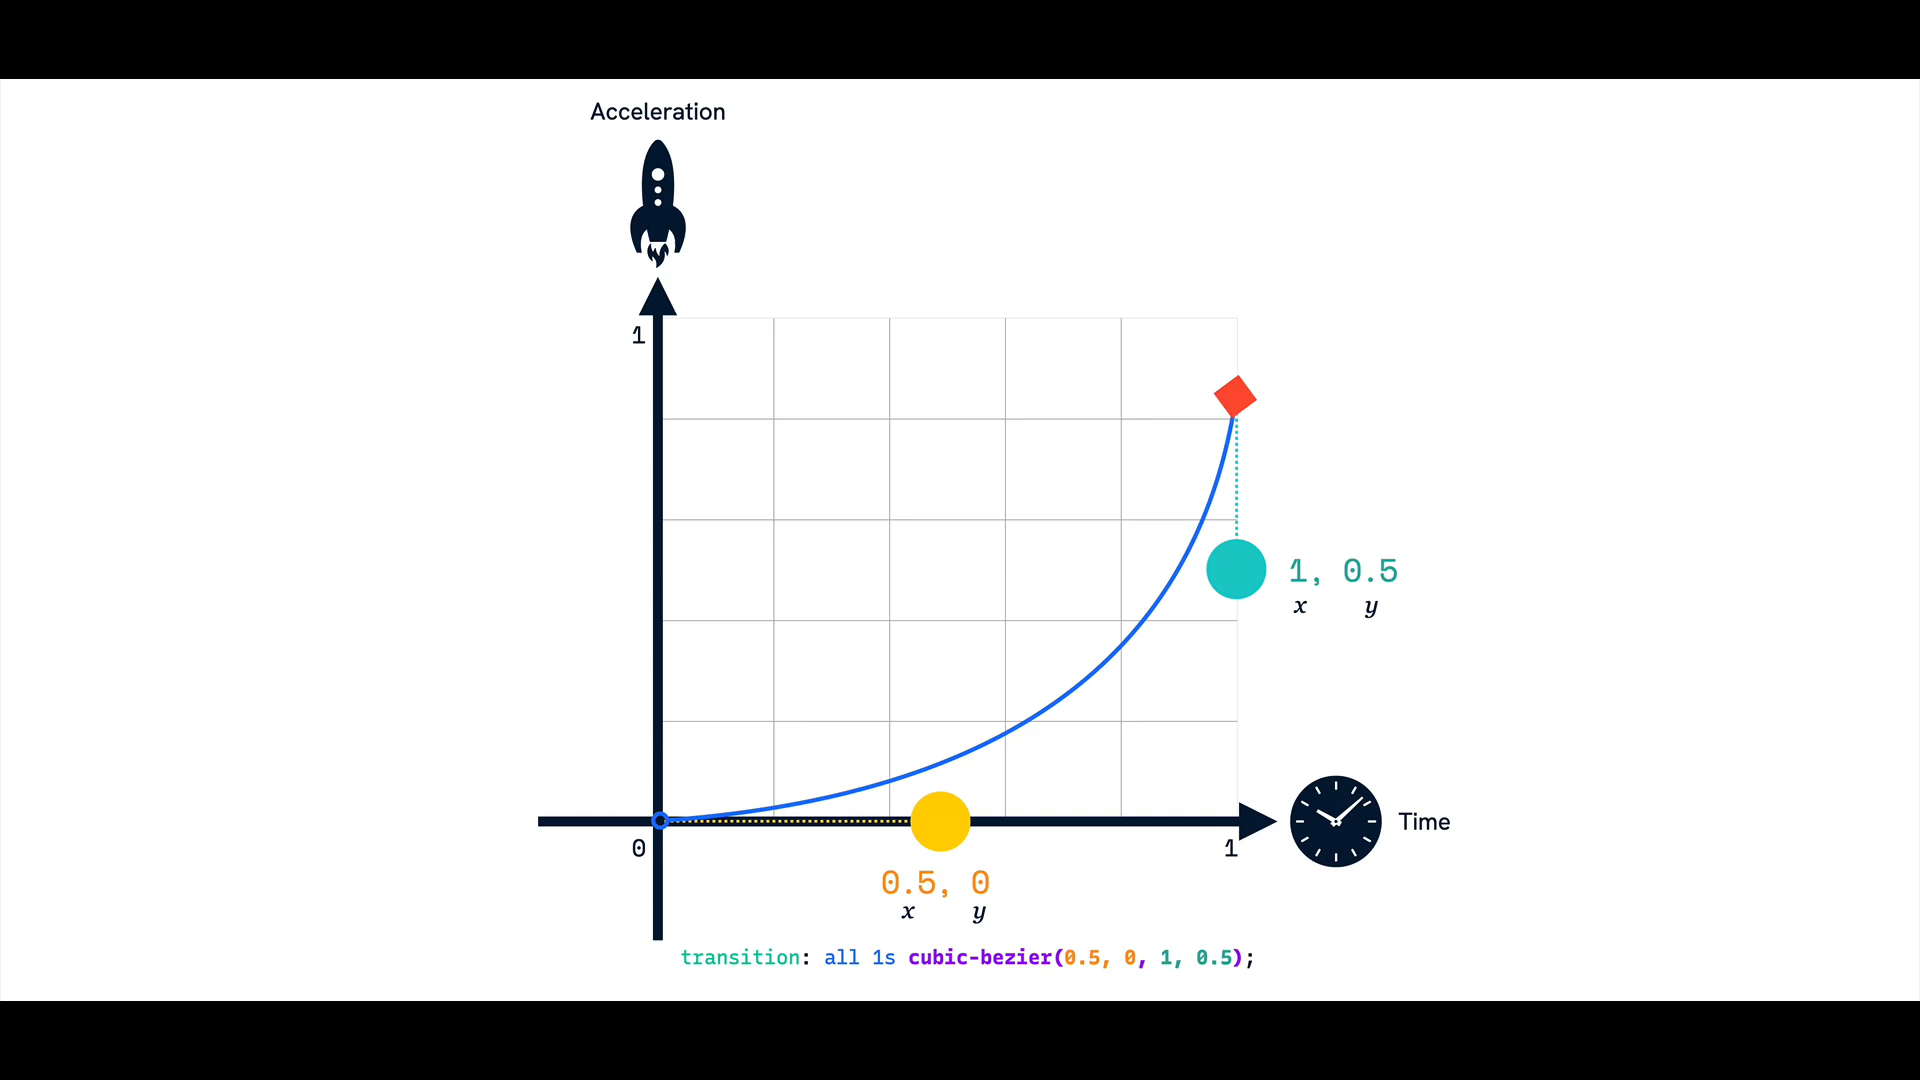 Acceleration
1
1, 0.5
x y
Time
0
1
0.5, 0
x y
transition: all 1s cubic-bezier(0.5, 0, 1, 0.5);